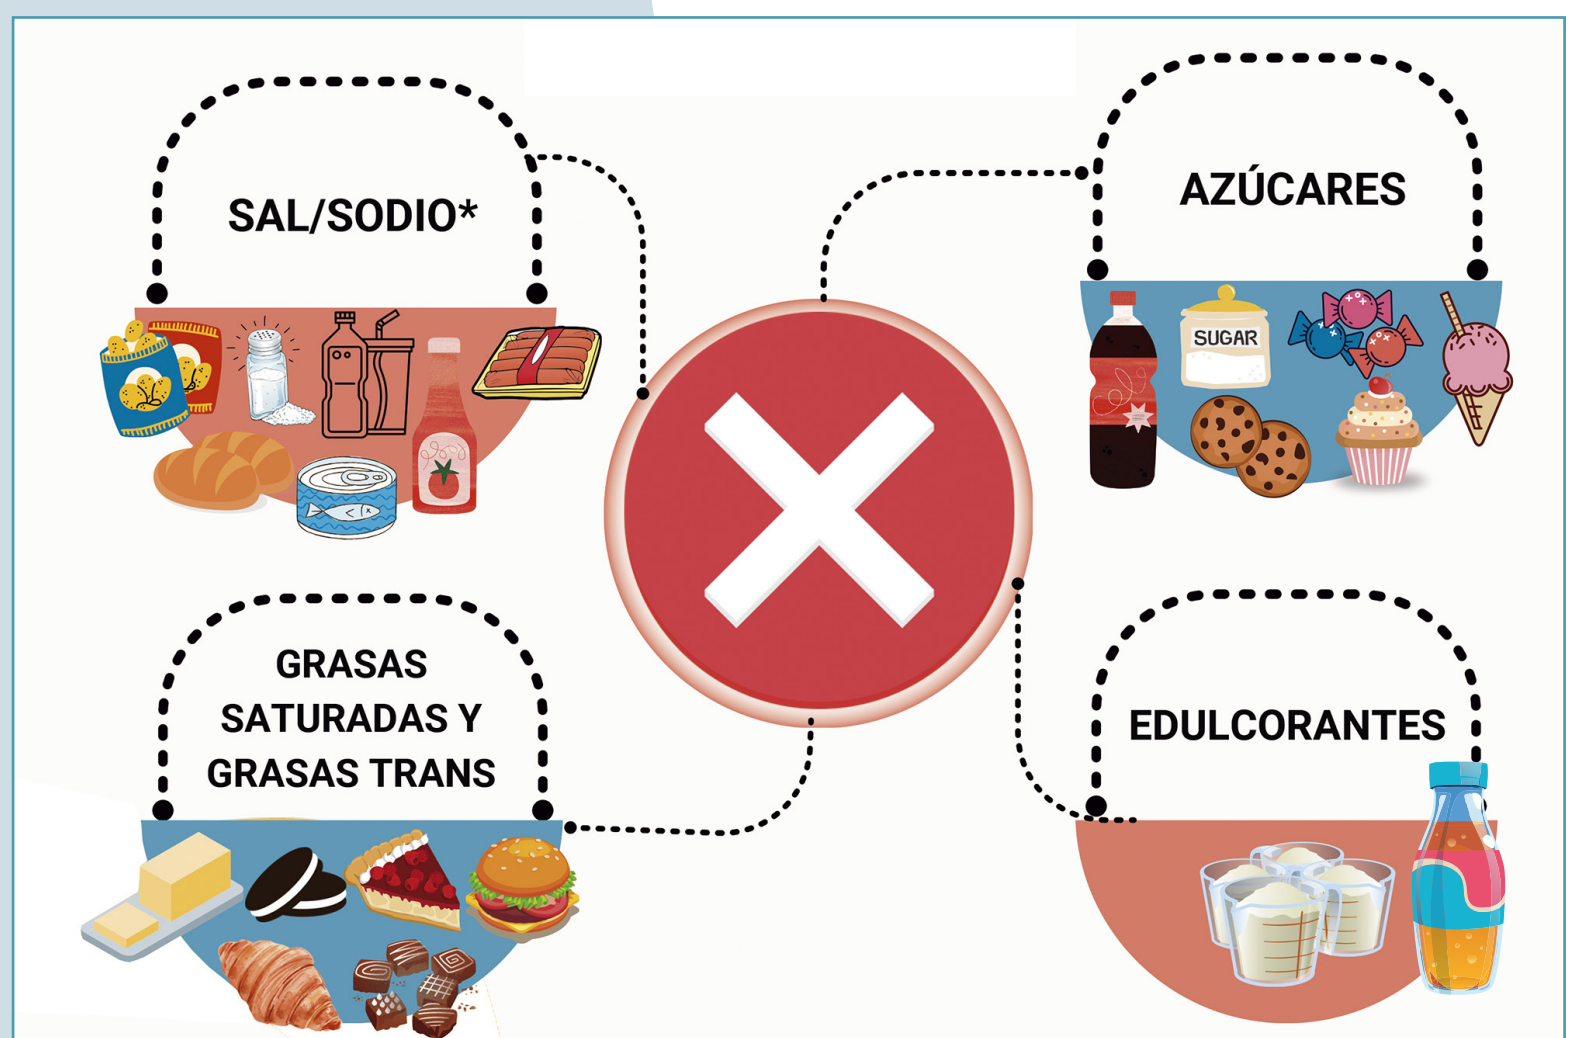 SAL/SODIO*
AZÚCARES
SUGAR
GRASAS
SATURADAS Y
GRASAS TRANS
EDULCORANTES